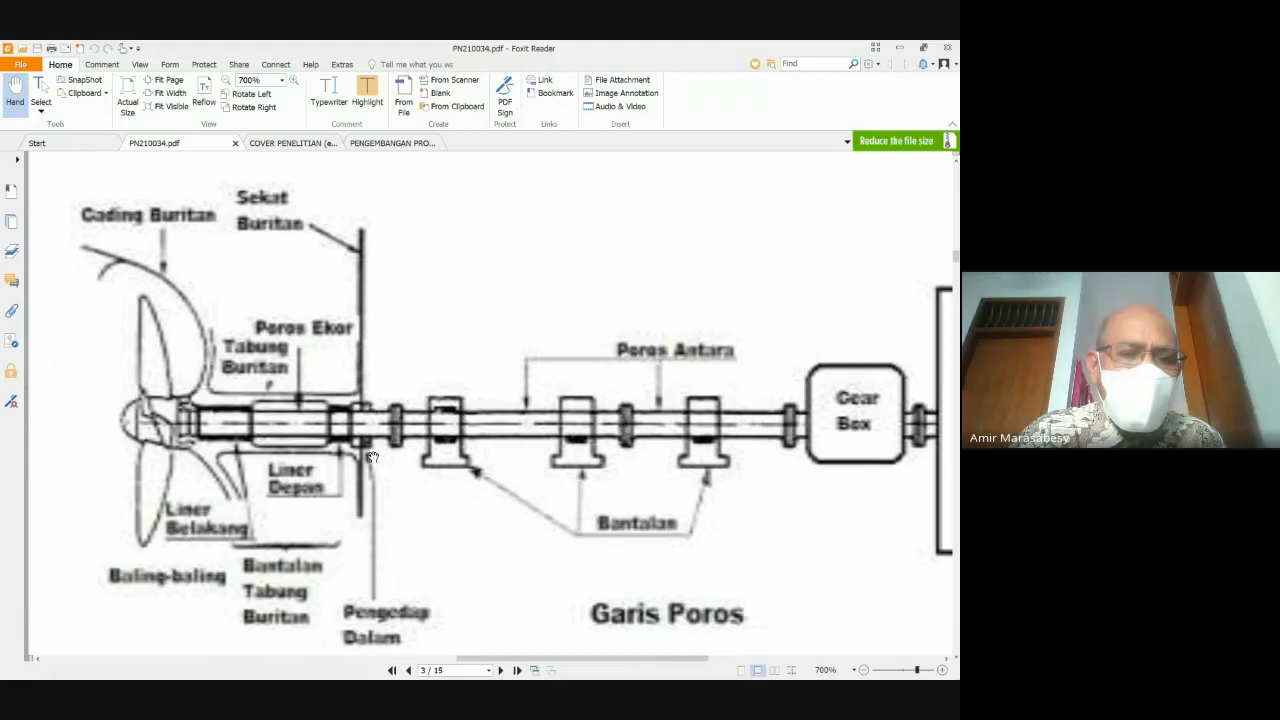 PN210034.pdf - Foxit Reader
File
Home
Comment
View
Form
Protect
Share
Connect
Help
Extras
Tell me what you wa
Find
Hand
Select
SnapShot
Clipboard
Tools
Actual Size
Fit Page
Fit Width
Fit Visible
Reflow
700%
Rotate Left
Rotate Right
View
Typewriter
Highlight
Comment
From File
From Scanner
Blank
From Clipboard
Create
PDF Sign
Protect
Link
Bookmark
Links
File Attachment
Image Annotation
Audio & Video
Insert
Start
PN210034.pdf
COVER PENELITIAN (e...
PENGEMBANGAN PRO...
Reduce the file size
Gading Buritan
Sekat
Buritan
Poros Ekor
Tabung
Buritan
Poros Antara
Gear
Box
Liner
Depan
Liner
Belakang
Bantalan
Baling-baling
Bantalan
Tabung
Buritan
Pengedap
Dalam
Garis Poros
Amir Marasabesy
3 / 15
700%